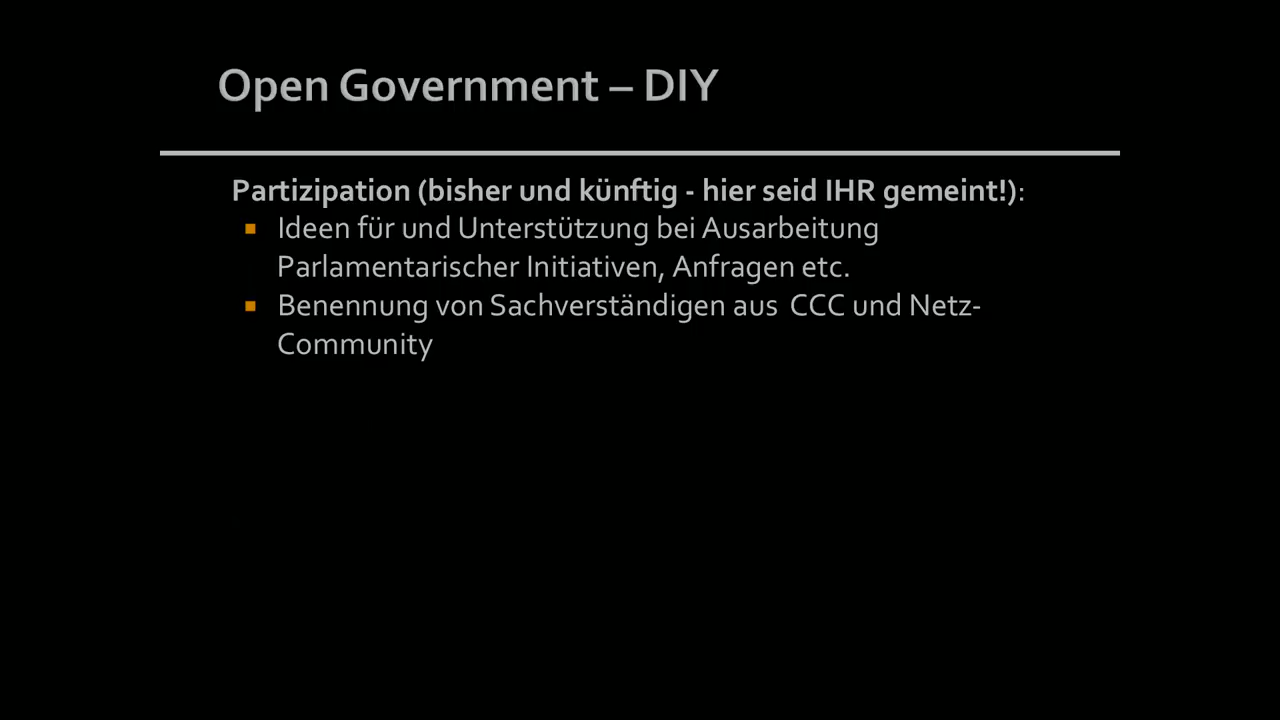 Open Government – DIY
Partizipation (bisher und künftig - hier seid IHR gemeint!):
Ideen für und Unterstützung bei Ausarbeitung
Parlamentarischer Initiativen, Anfragen etc.
Benennung von Sachverständigen aus CCC und Netz-
Community